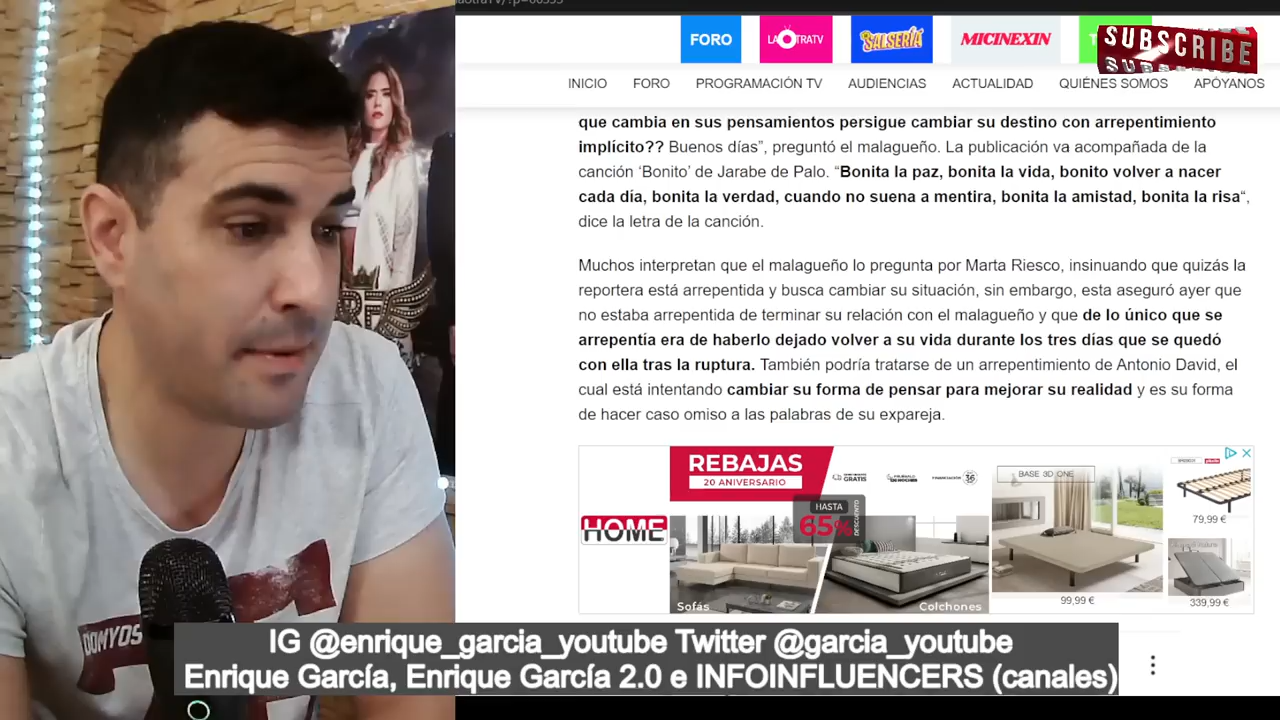 FORO
LAOTRATV
SALSERÍA
MICINEXIN
SUBSCRIBE
INICIO FORO PROGRAMACIÓN TV AUDIENCIAS ACTUALIDAD QUIÉNES SOMOS APÓYANOS
que cambia en sus pensamientos persigue cambiar su destino con arrepentimiento
implícito?? Buenos días”, preguntó el malagueño. La publicación va acompañada de la
canción ‘Bonito’ de Jarabe de Palo. “Bonita la paz, bonita la vida, bonito volver a nacer
cada día, bonita la verdad, cuando no suena a mentira, bonita la amistad, bonita la risa“,
dice la letra de la canción.
Muchos interpretan que el malagueño lo pregunta por Marta Riesco, insinuando que quizás la
reportera está arrepentida y busca cambiar su situación, sin embargo, esta aseguró ayer que
no estaba arrepentida de terminar su relación con el malagueño y que de lo único que se
arrepentía era de haberlo dejado volver a su vida durante los tres días que se quedó
con ella tras la ruptura. También podría tratarse de un arrepentimiento de Antonio David, el
cual está intentando cambiar su forma de pensar para mejorar su realidad y es su forma
de hacer caso omiso a las palabras de su expareja.
REBAJAS
20 ANIVERSARIO
HASTA
65%
DESCUENTO
HOME
Sofás
Colchones
BASE 3D ONE
99,99 €
79,99 €
339,99 €
DOMYOS
IG @enrique_garcia_youtube Twitter @garcia_youtube
Enrique García, Enrique García 2.0 e INFOINFLUENCERS (canales)